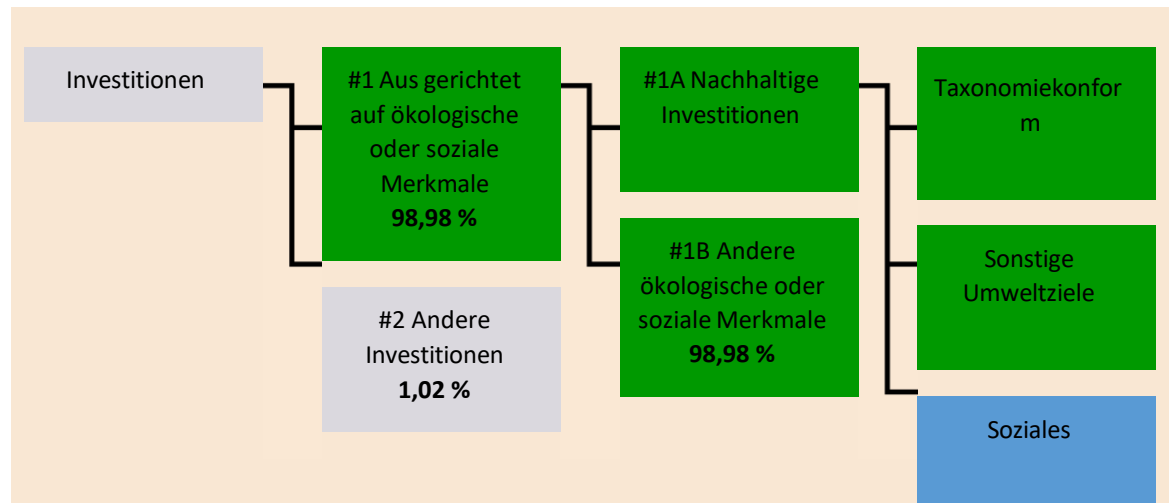 Investitionen
#1 Aus gerichtet
auf ökologische
oder soziale
Merkmale
98,98 %
#2 Andere
Investitionen
1,02 %
#1A Nachhaltige
Investitionen
#1B Andere
ökologische oder
soziale Merkmale
98,98 %
Taxonomiekonfor
m
Sonstige
Umweltziele
Soziales